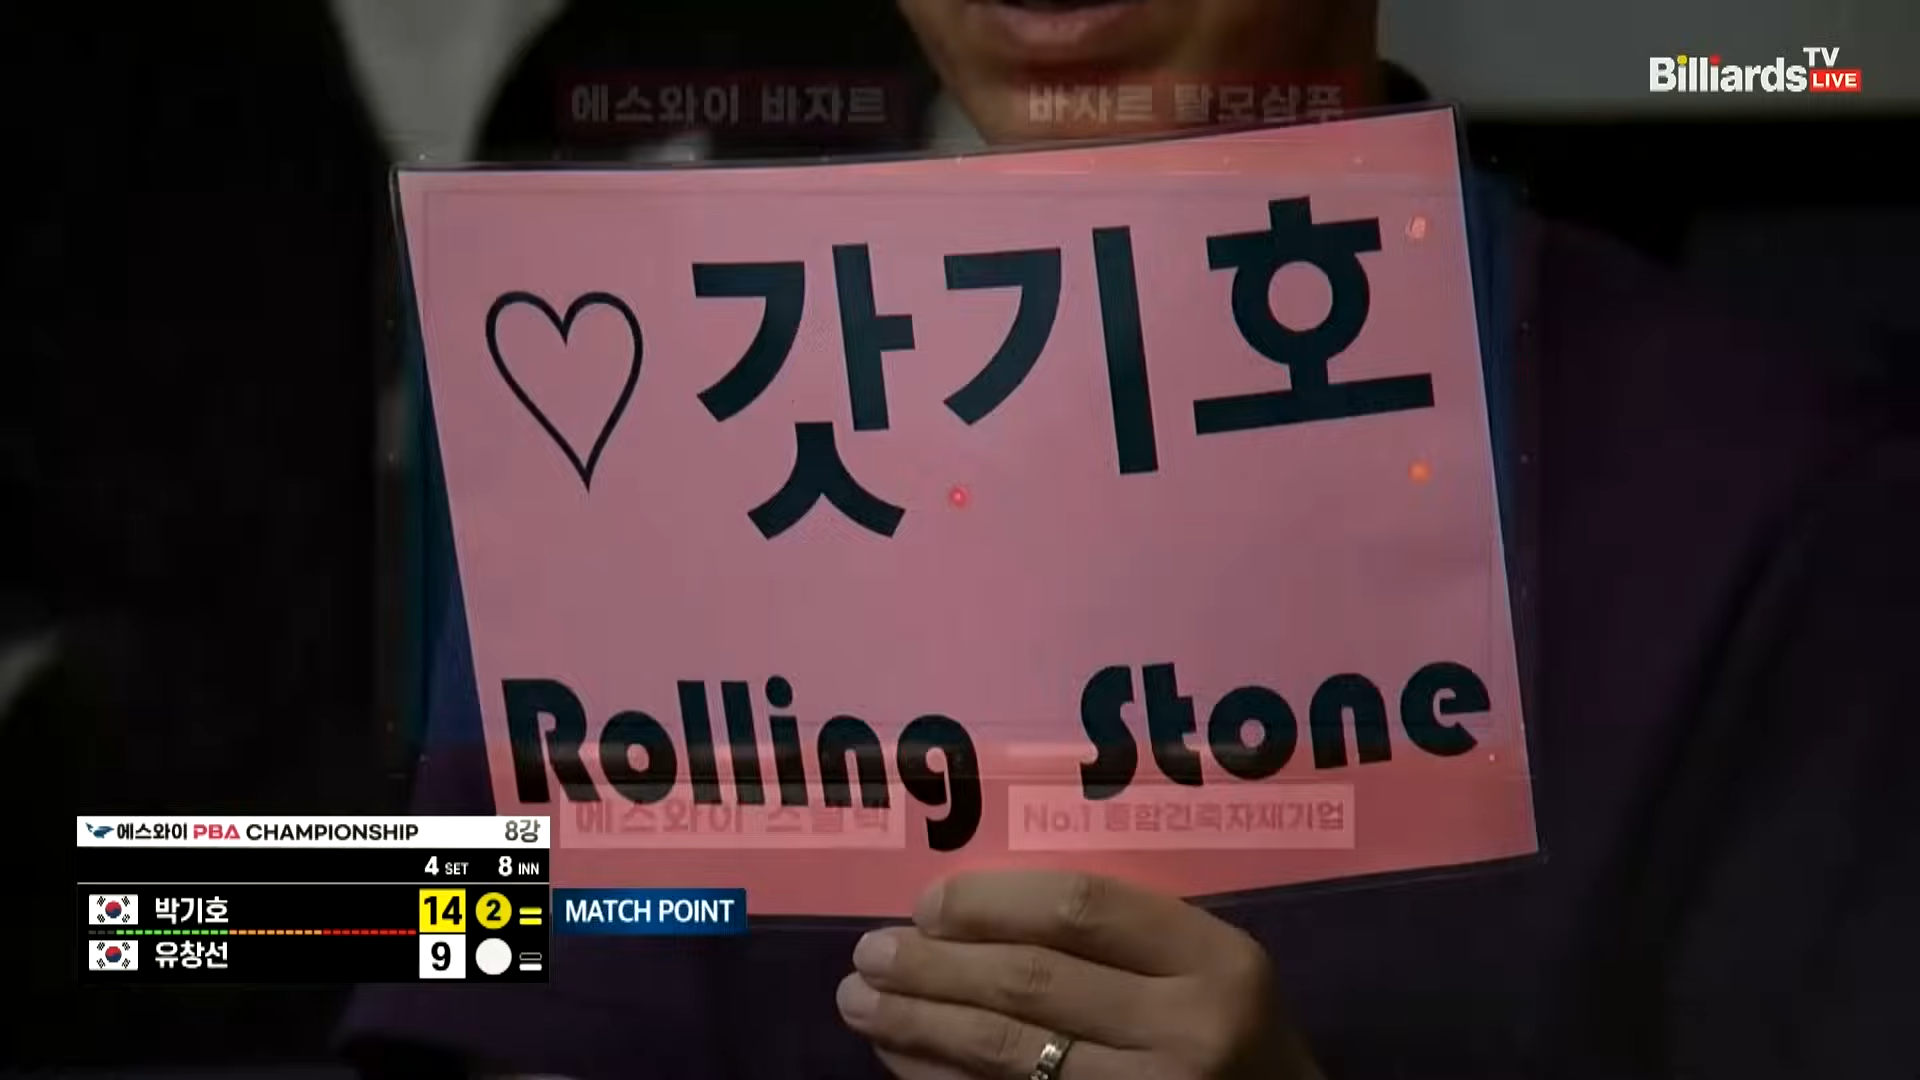 Billiards TV LIVE
에스와이 바자르 바자르 탈모샴푸
♡ 갓기호
Rolling Stone
에스와이 스틸텍 No.1 종합건축자재기업
에스와이 PBA CHAMPIONSHIP 8강
4 SET 8 INN
박기호 14 2 MATCH POINT
유창선 9